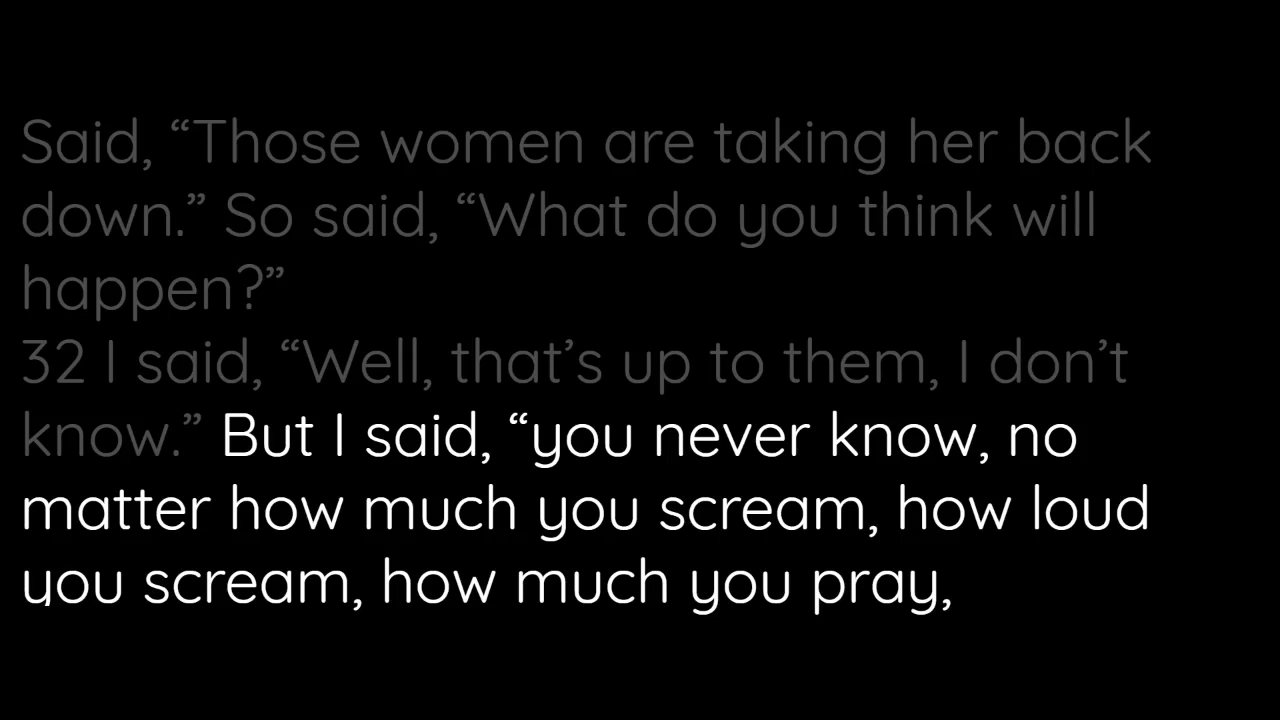 Said, “Those women are taking her back
down.” So said, “What do you think will
happen?”
32 I said, “Well, that’s up to them, I don’t
know.” But I said, “you never know, no
matter how much you scream, how loud
you scream, how much you pray,